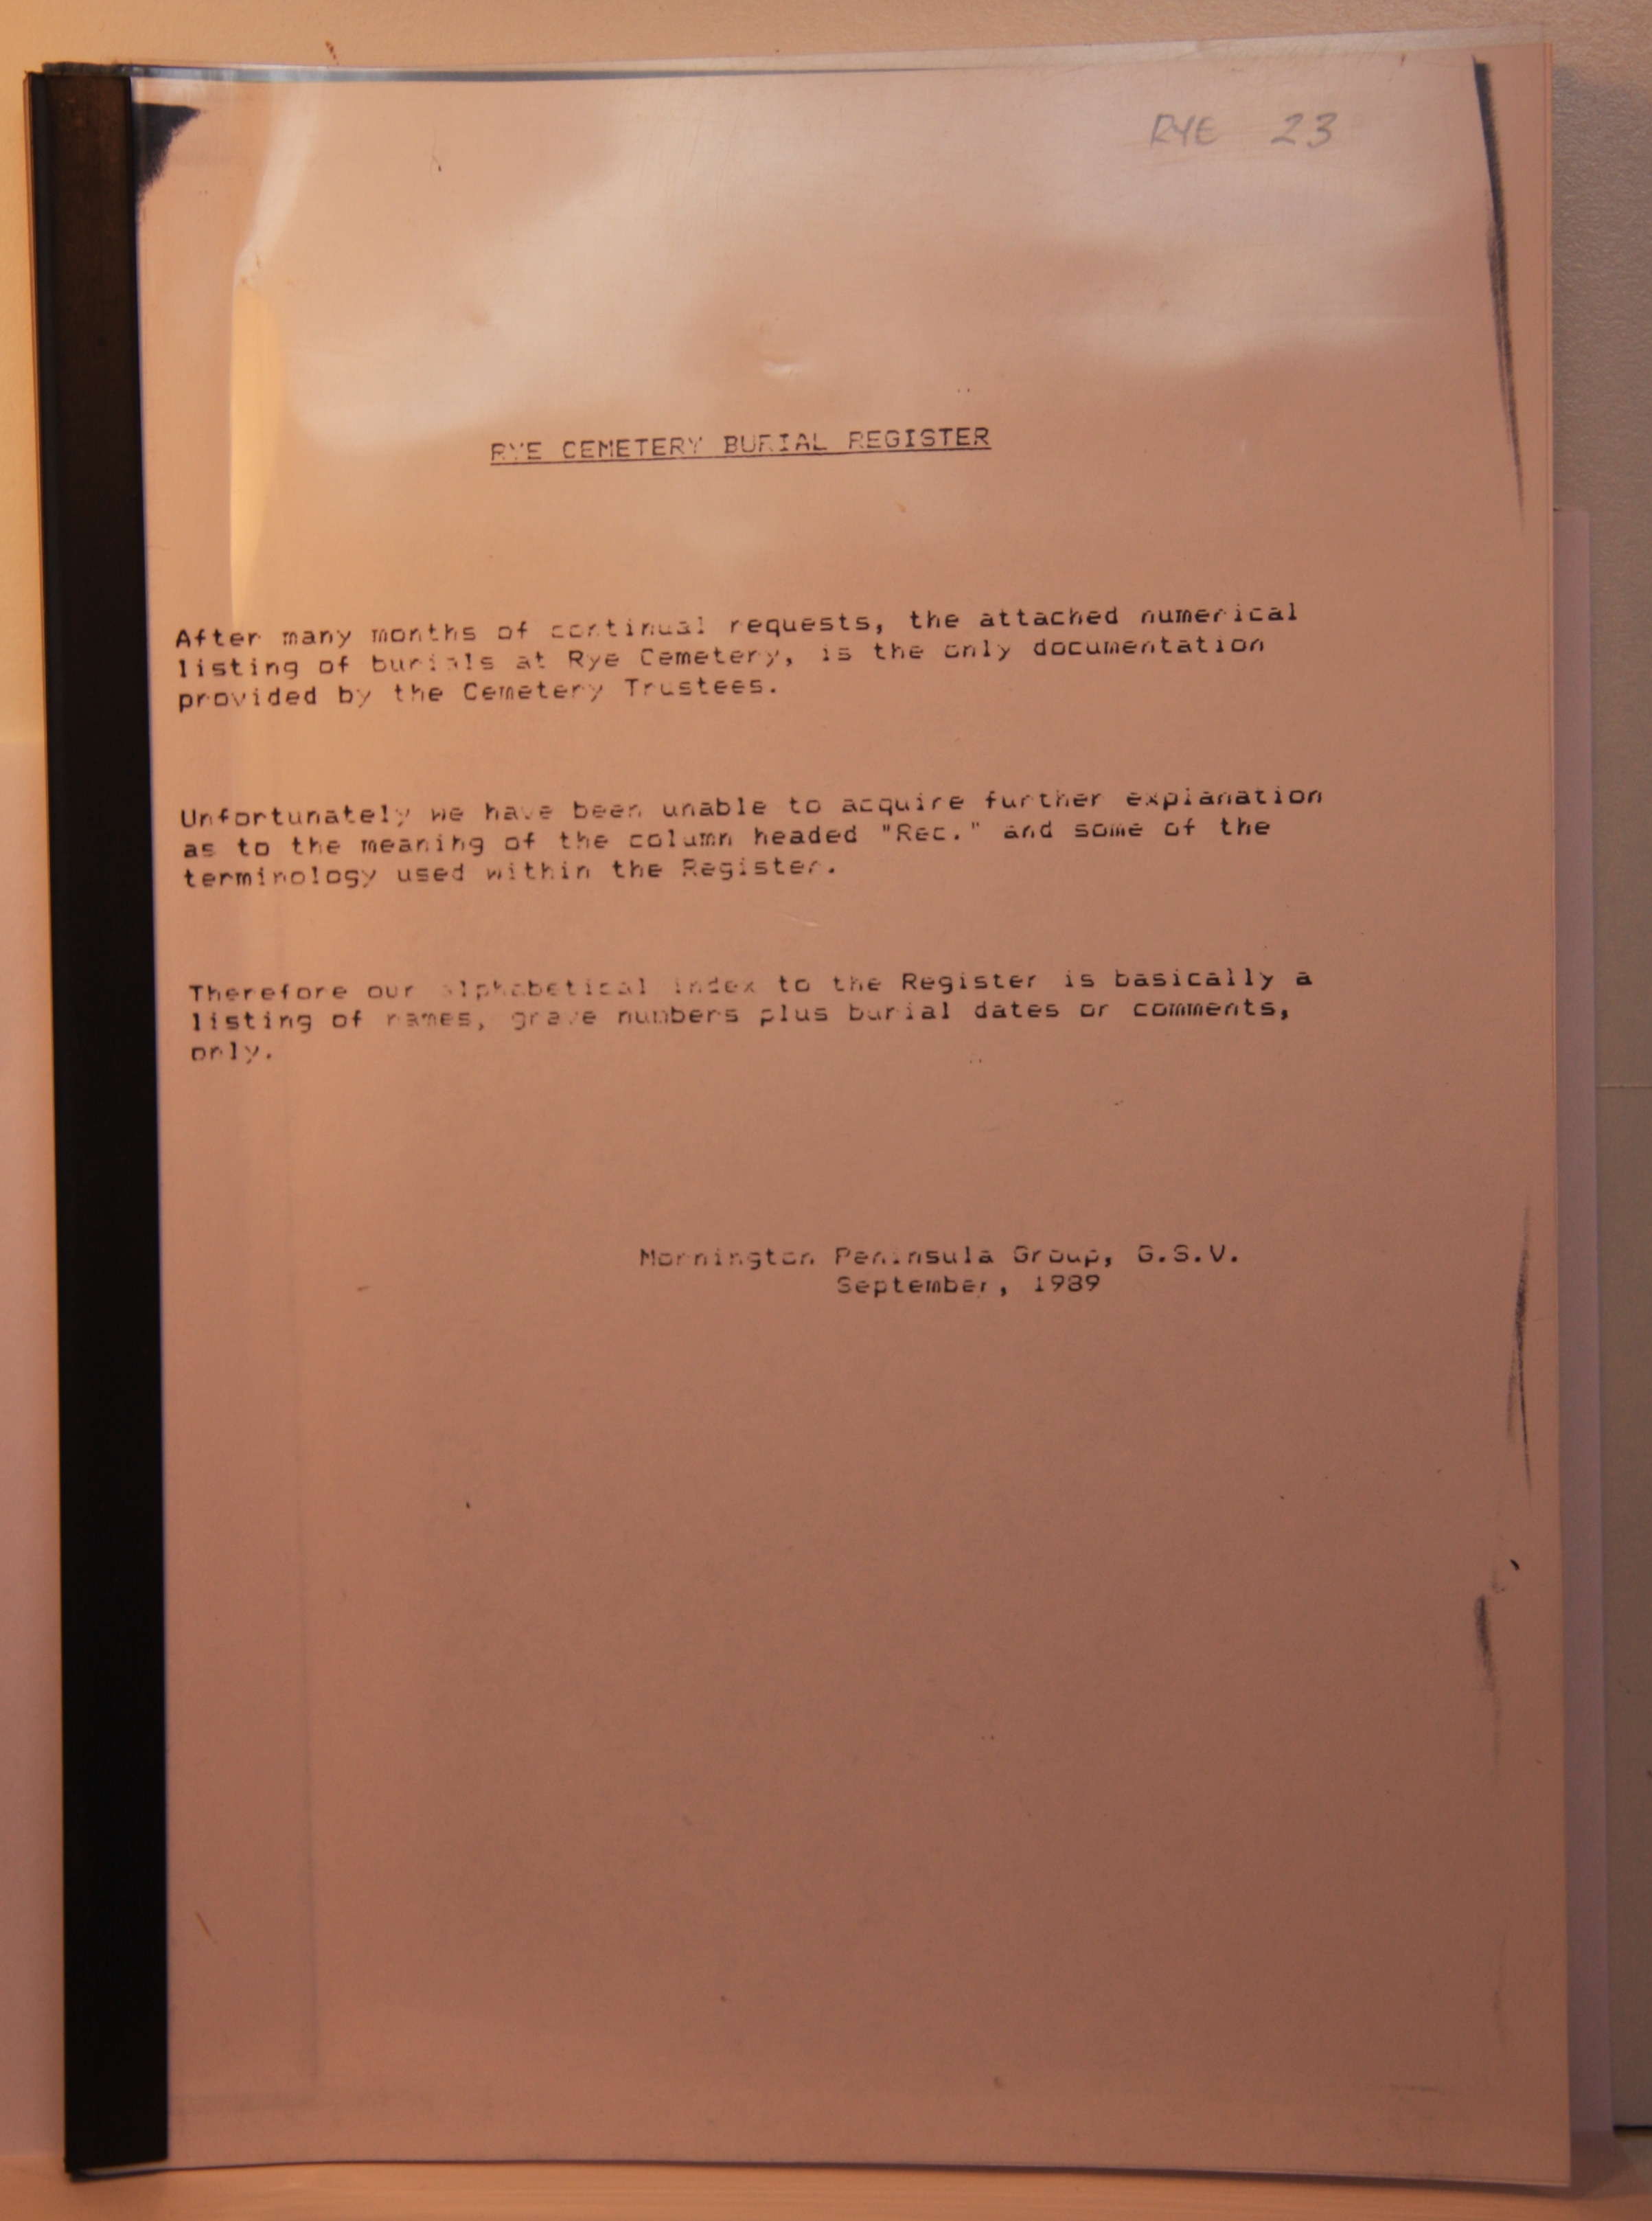 RYE 23
RYE CEMETERY BURIAL REGISTER
After many months of continual requests, the attached numerical
listing of burials at Rye Cemetery, is the only documentation
provided by the Cemetery Trustees.
Unfortunately we have been unable to acquire further explanation
as to the meaning of the column headed "Rec." and some of the
terminology used within the Register.
Therefore our alphabetical index to the Register is basically a
listing of names, grave numbers plus burial dates or comments,
only.
Mornington Peninsula Group, G.S.V.
September, 1989